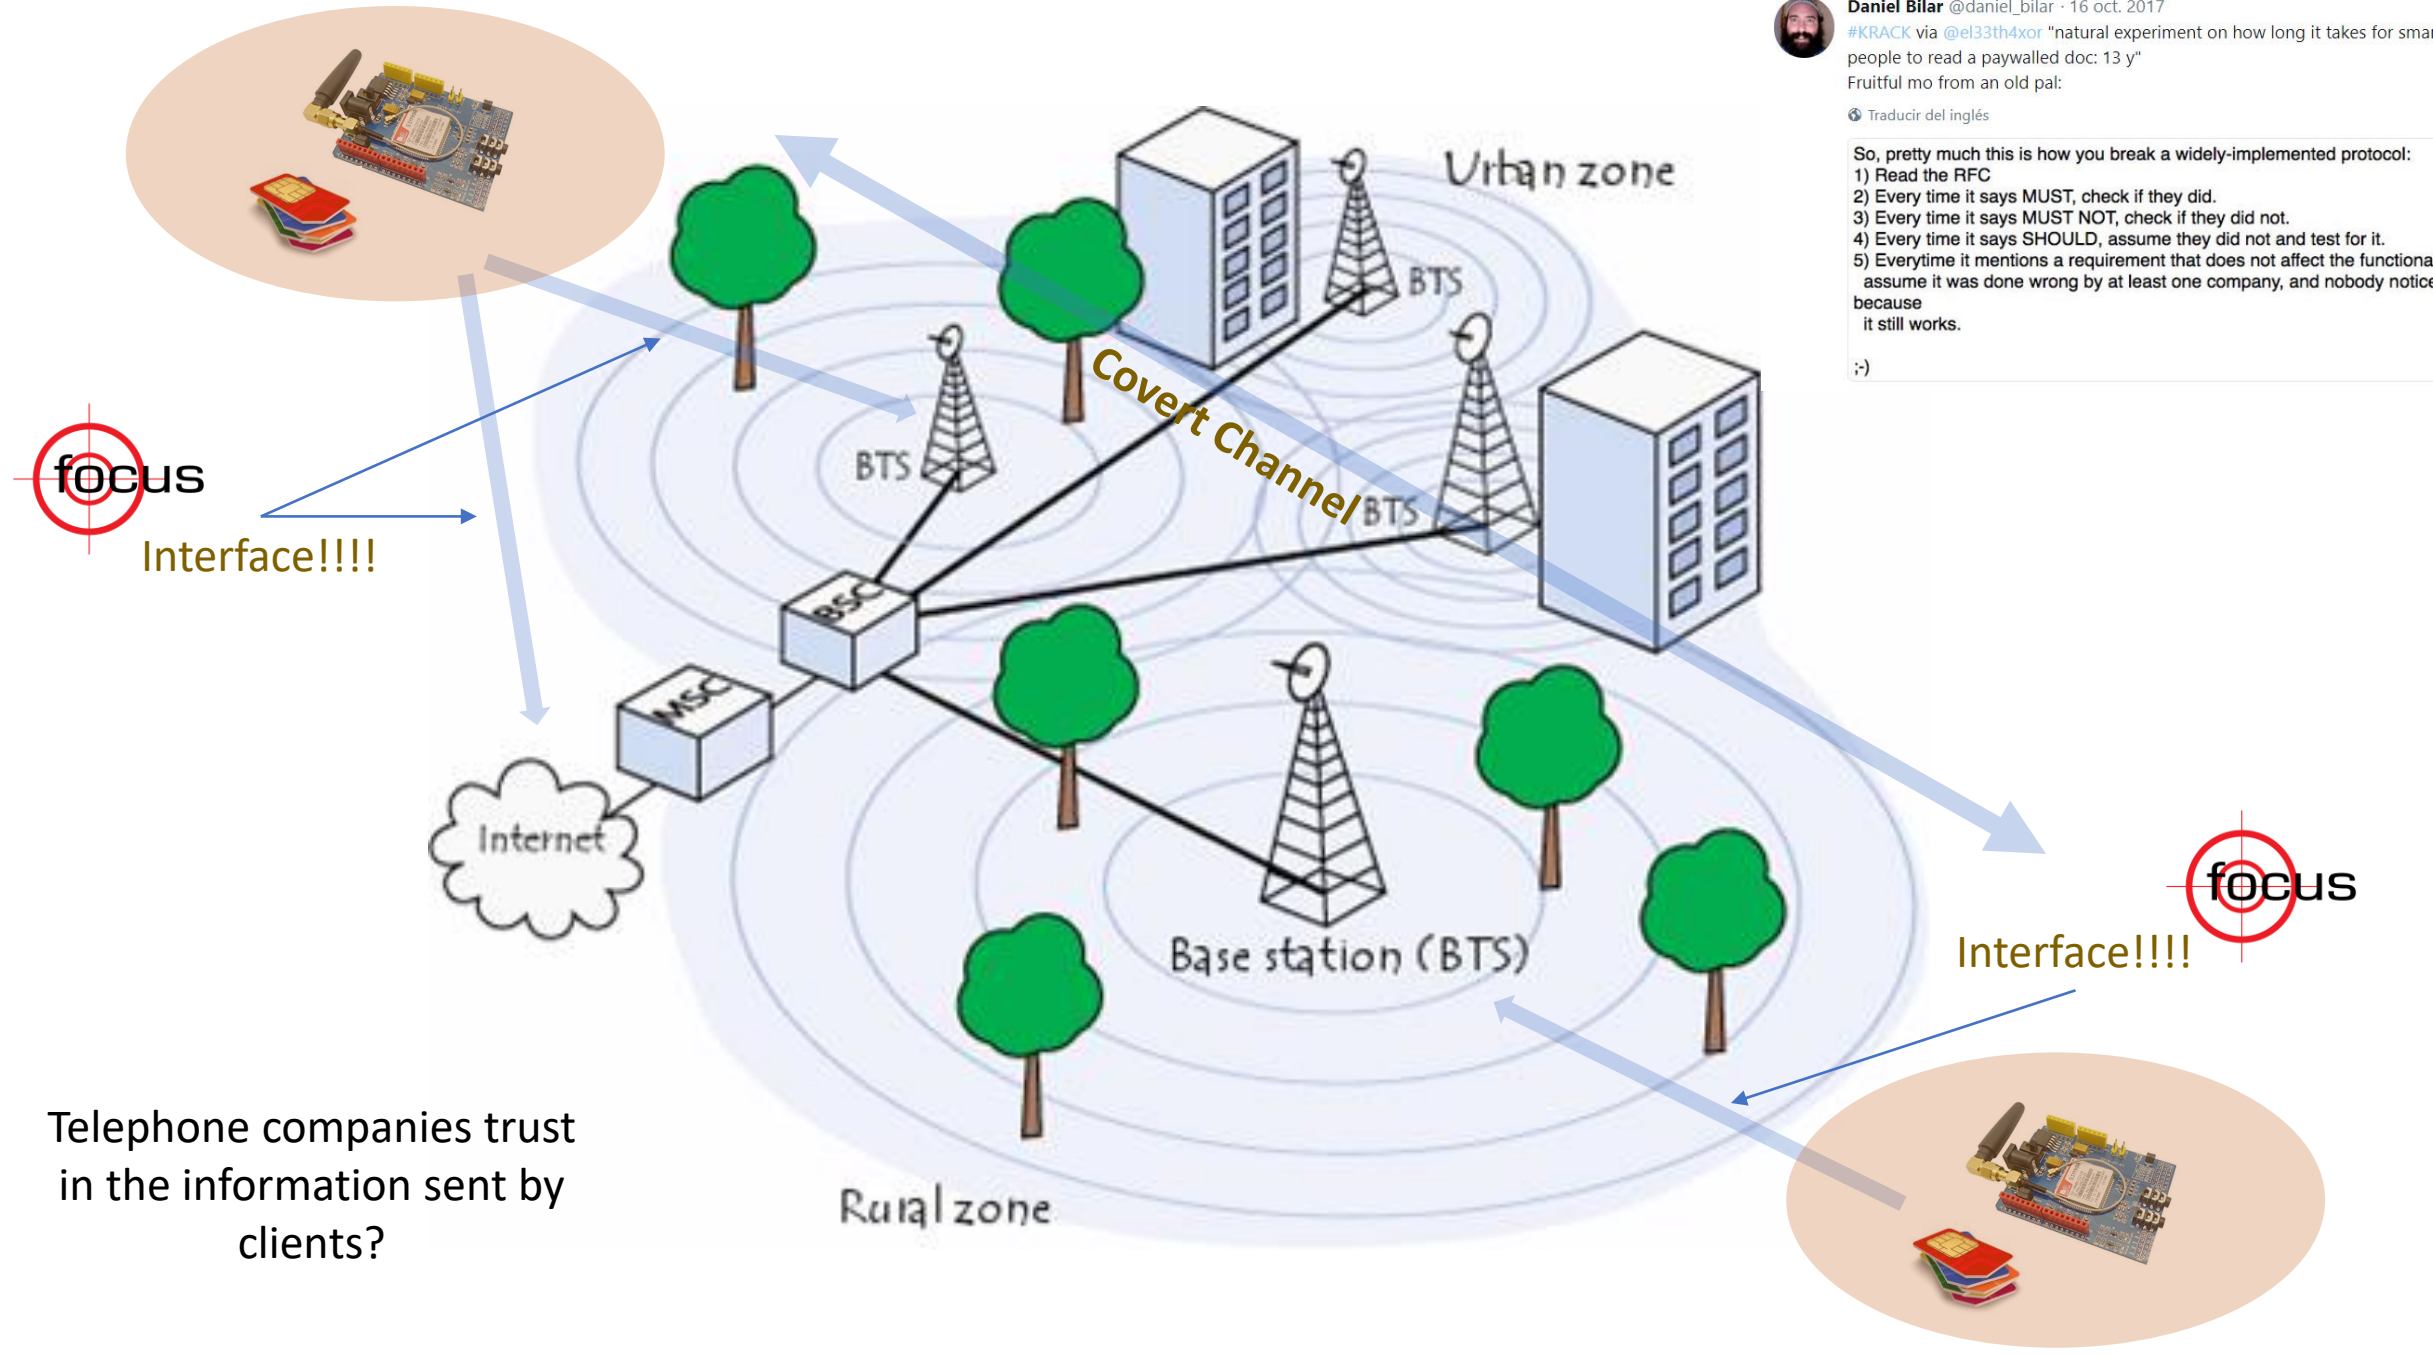 Daniel Bilar @daniel_bilar · 16 oct. 2017
#KRACK via @el33th4xor "natural experiment on how long it takes for smar
people to read a paywalled doc: 13 y"
Fruitful mo from an old pal:
Traducir del inglés
So, pretty much this is how you break a widely-implemented protocol:
1) Read the RFC
2) Every time it says MUST, check if they did.
3) Every time it says MUST NOT, check if they did not.
4) Every time it says SHOULD, assume they did not and test for it.
5) Everytime it mentions a requirement that does not affect the functiona
assume it was done wrong by at least one company, and nobody notice
because
it still works.
;-)
Urban zone
BTS
BTS
BTS
Covert Channel
focus
Interface!!!!
BSC
MSC
Internet
Base station (BTS)
focus
Interface!!!!
Rural zone
Telephone companies trust
in the information sent by
clients?